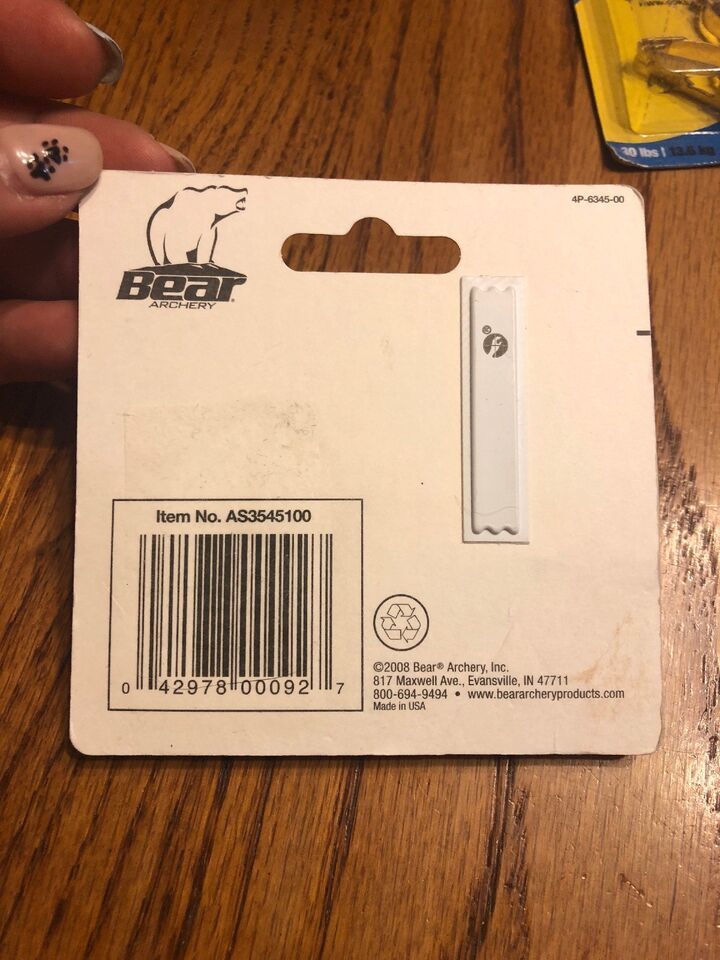 30 lbs | 13.6 kg
4P-6345-00
Bear
ARCHERY
Item No. AS3545100
0 42978 00092 7
©2008 Bear® Archery, Inc.
817 Maxwell Ave., Evansville, IN 47711
800-694-9494 • www.beararcheryproducts.com
Made in USA